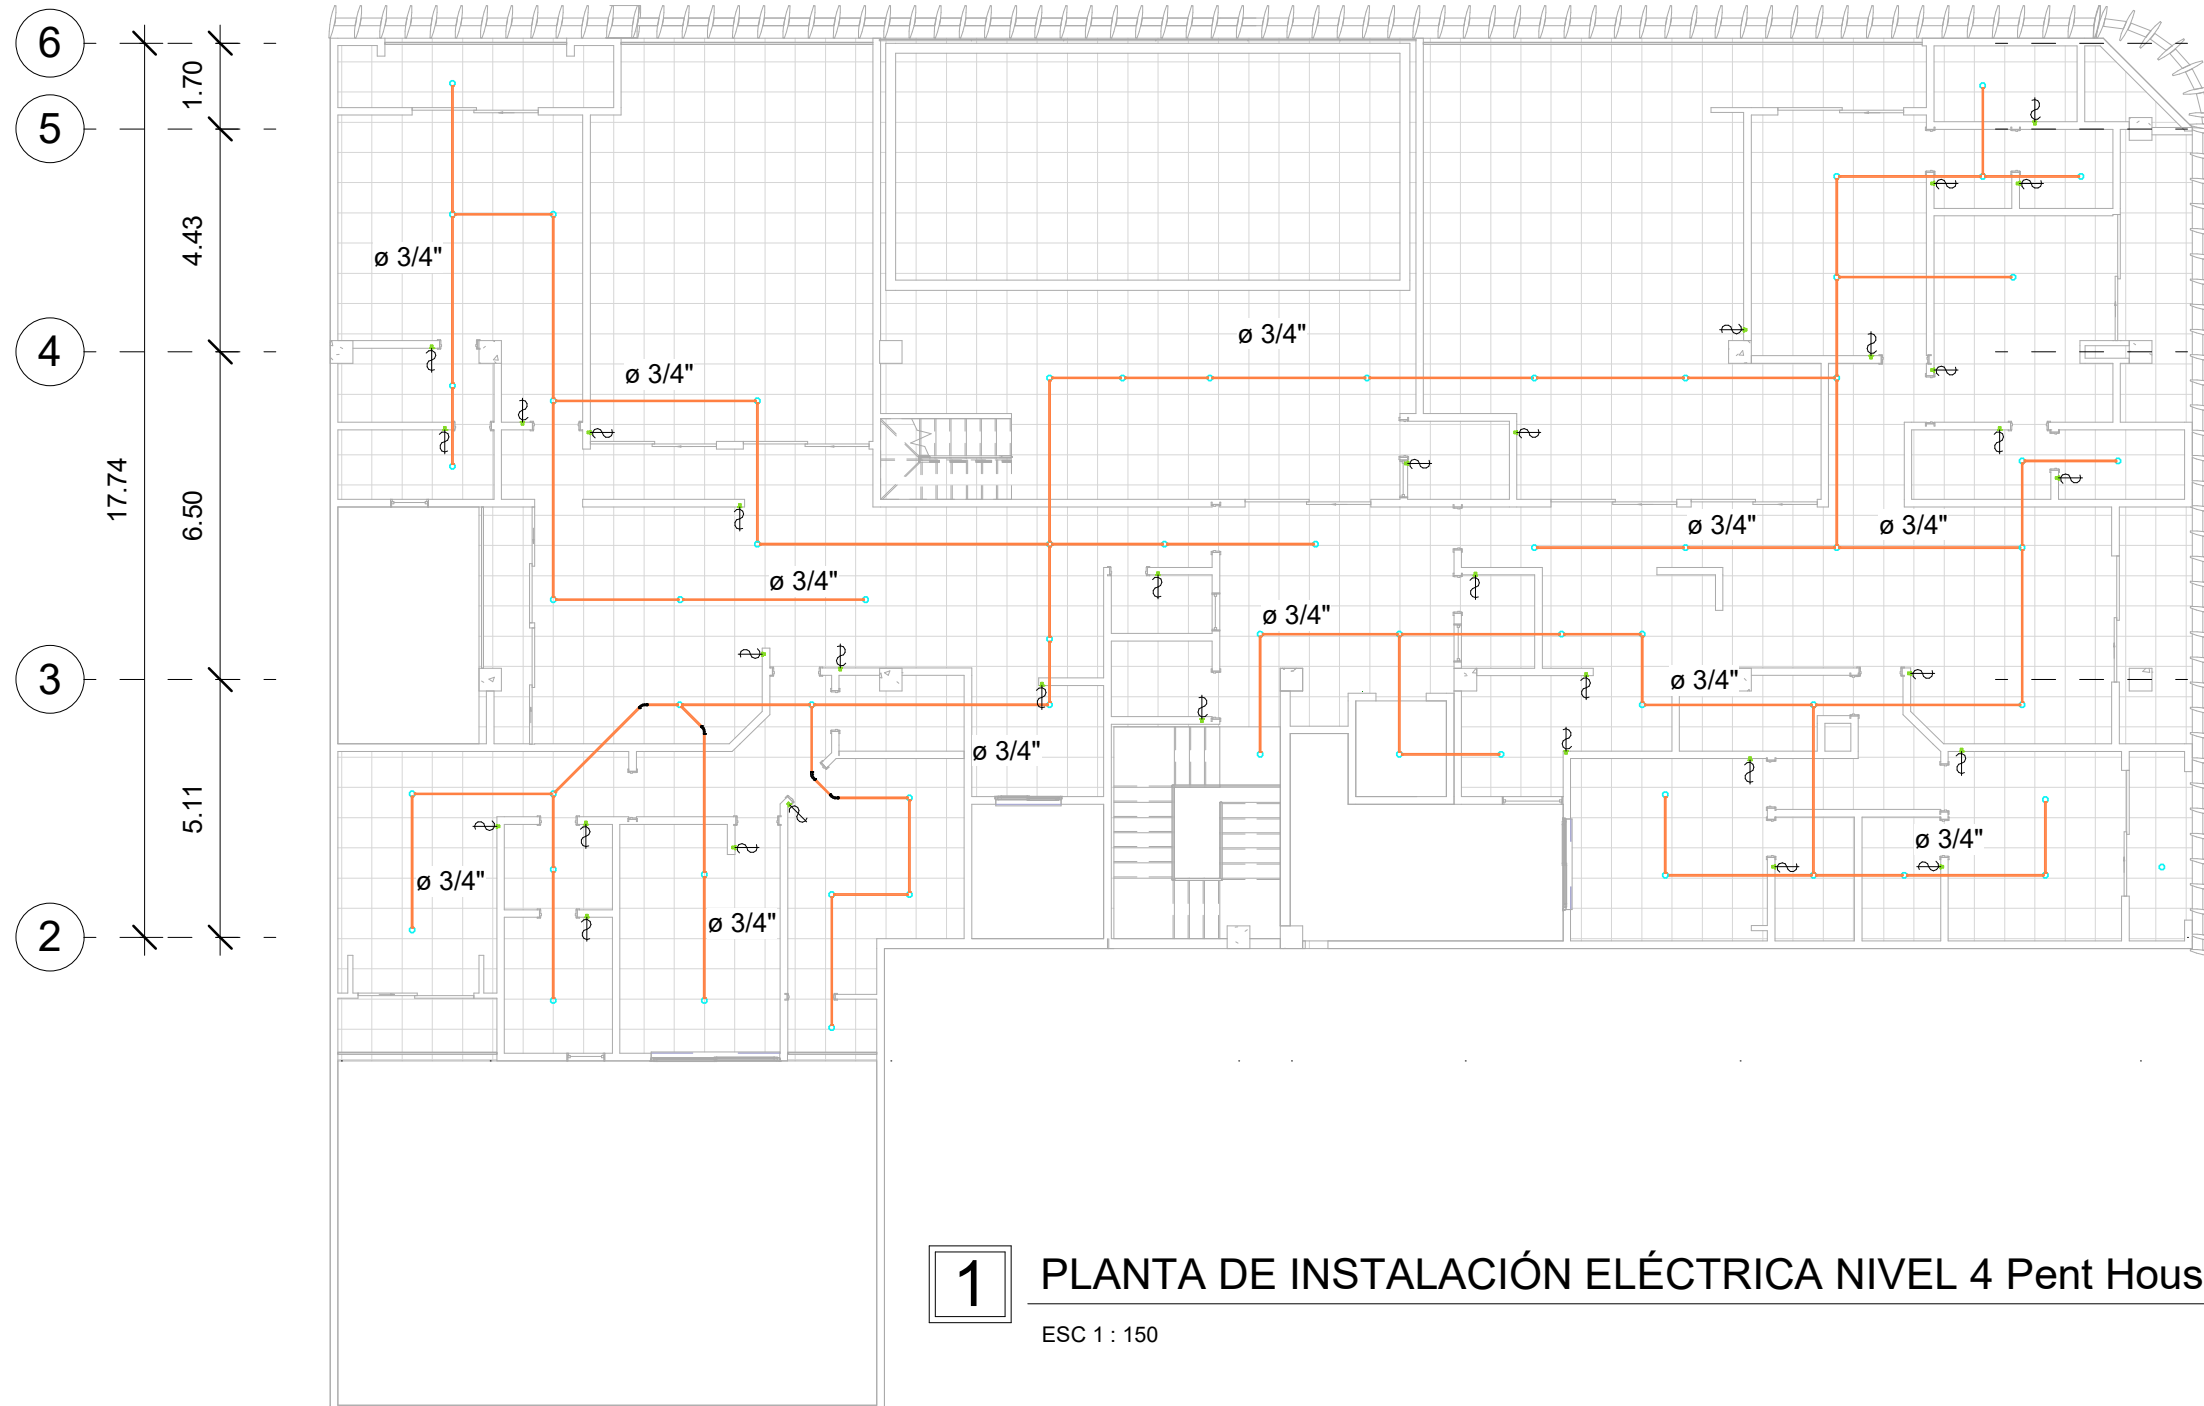 6
1.70
5
4.43
ø 3/4"
ø 3/4"
4
ø 3/4"
17.74
6.50
ø 3/4"
ø 3/4"
ø 3/4"
ø 3/4"
3
ø 3/4"
ø 3/4"
5.11
ø 3/4"
ø 3/4"
ø 3/4"
2
1
PLANTA DE INSTALACIÓN ELÉCTRICA NIVEL 4 Pent Hous
ESC 1 : 150